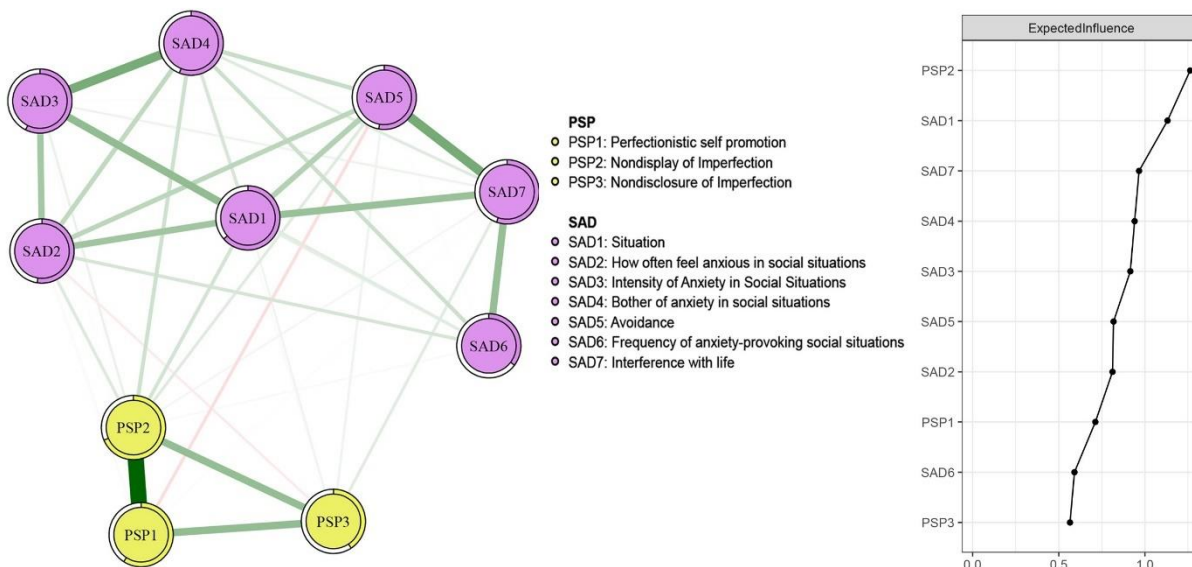 SAD4
SAD3
SAD5
SAD7
SAD1
SAD2
SAD6
PSP2
PSP3
PSP1
PSP
PSP1: Perfectionistic self promotion
PSP2: Nondisplay of Imperfection
PSP3: Nondisclosure of Imperfection
SAD
SAD1: Situation
SAD2: How often feel anxious in social situations
SAD3: Intensity of Anxiety in Social Situations
SAD4: Bother of anxiety in social situations
SAD5: Avoidance
SAD6: Frequency of anxiety-provoking social situations
SAD7: Interference with life
ExpectedInfluence
PSP2
SAD1
SAD7
SAD4
SAD3
SAD5
SAD2
PSP1
SAD6
PSP3
0.0 0.5 1.0